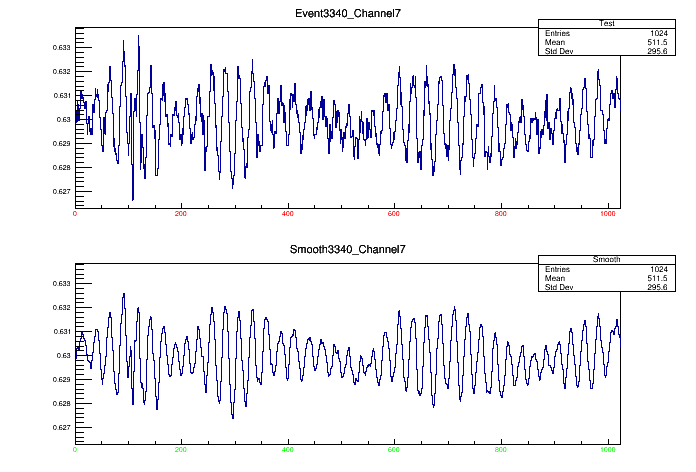 Event3340_Channel7
Test
Entries 1024
Mean 511.5
Std Dev 295.6
0.633
0.632
0.631
0.63
0.629
0.628
0.627
0 200 400 600 800 1000
Smooth3340_Channel7
Smooth
Entries 1024
Mean 511.5
Std Dev 295.6
0.633
0.632
0.631
0.63
0.629
0.628
0.627
0 200 400 600 800 1000